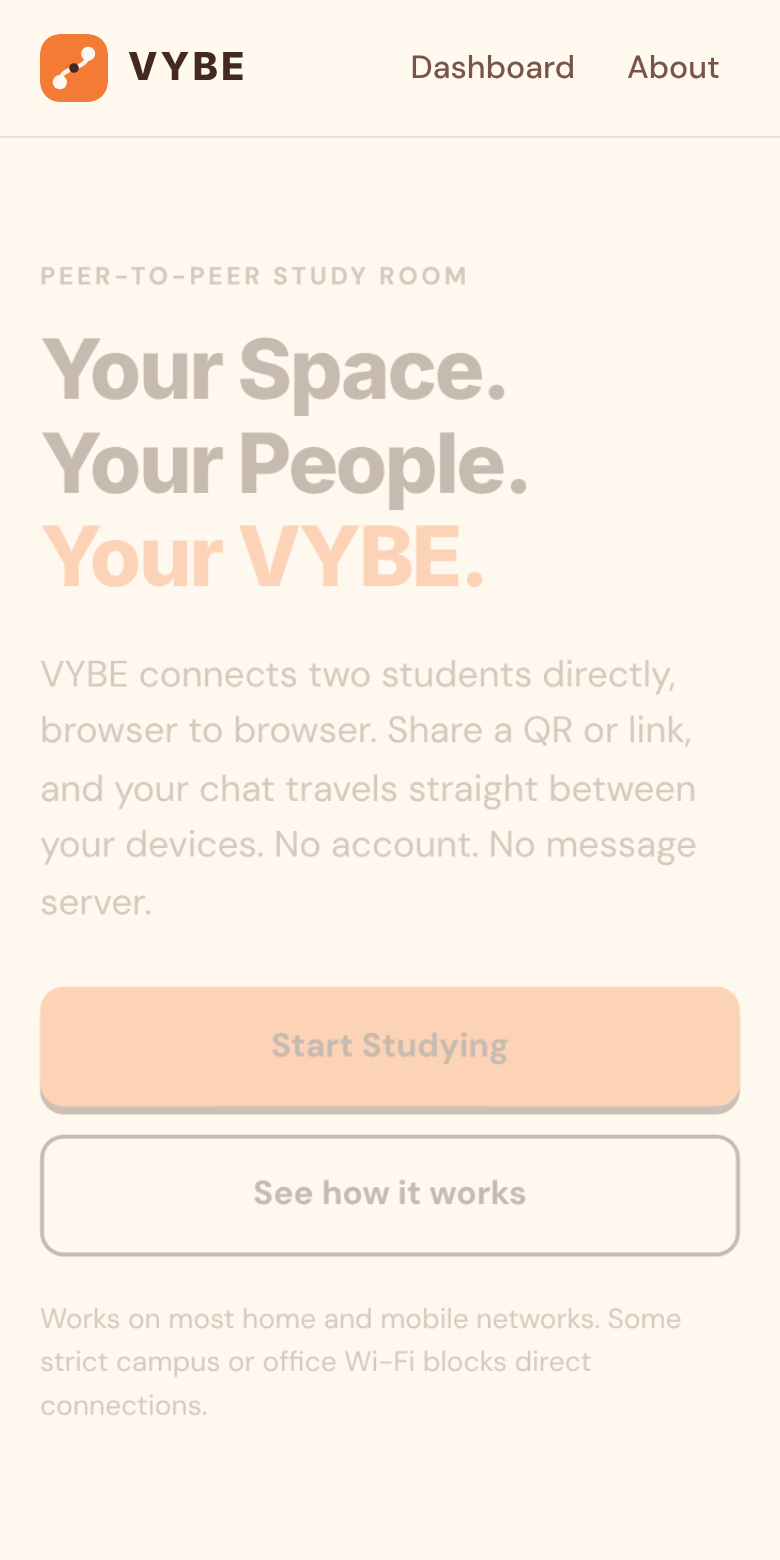 VYBE
Dashboard About
PEER-TO-PEER STUDY ROOM
Your Space.
Your People.
Your VYBE.
VYBE connects two students directly,
browser to browser. Share a QR or link,
and your chat travels straight between
your devices. No account. No message
server.
Start Studying
See how it works
Works on most home and mobile networks. Some
strict campus or office Wi-Fi blocks direct
connections.